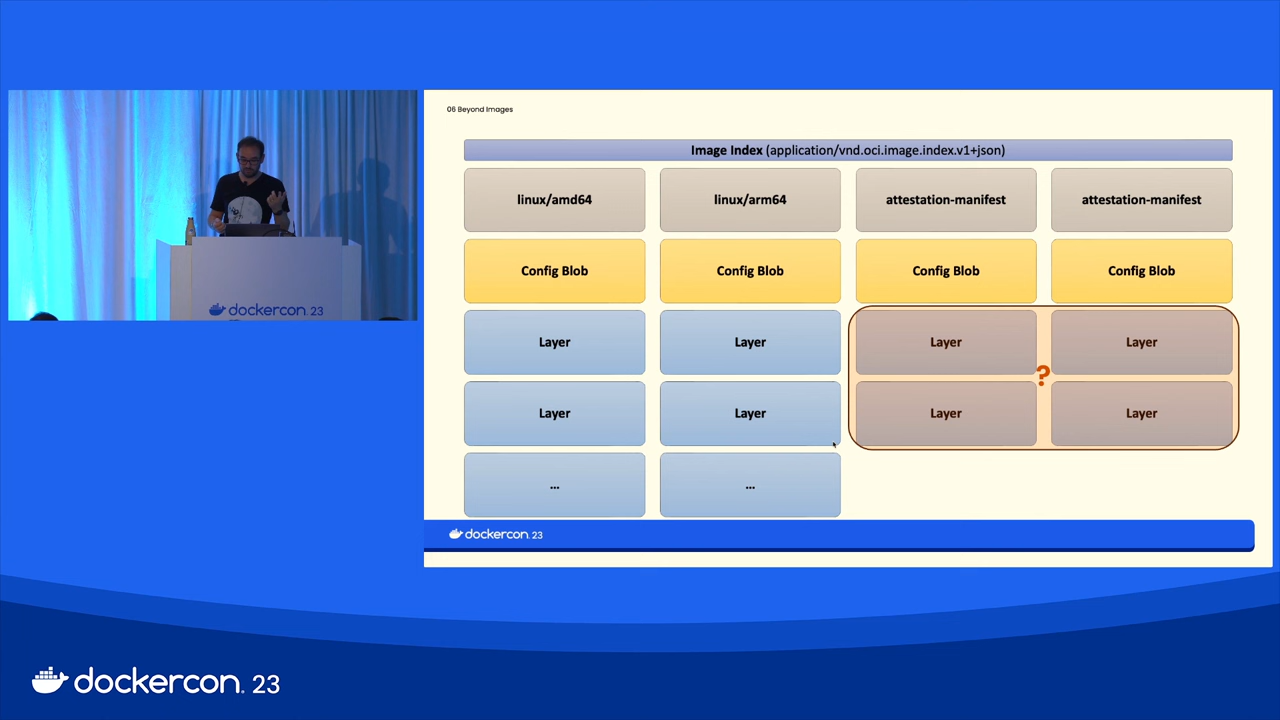 06 Beyond Images
Image Index (application/vnd.oci.image.index.v1+json)
linux/amd64
linux/arm64
attestation-manifest
attestation-manifest
Config Blob
Config Blob
Config Blob
Config Blob
Layer
Layer
Layer
Layer
?
Layer
Layer
Layer
Layer
...
...
dockercon. 23
dockercon. 23
dockercon. 23